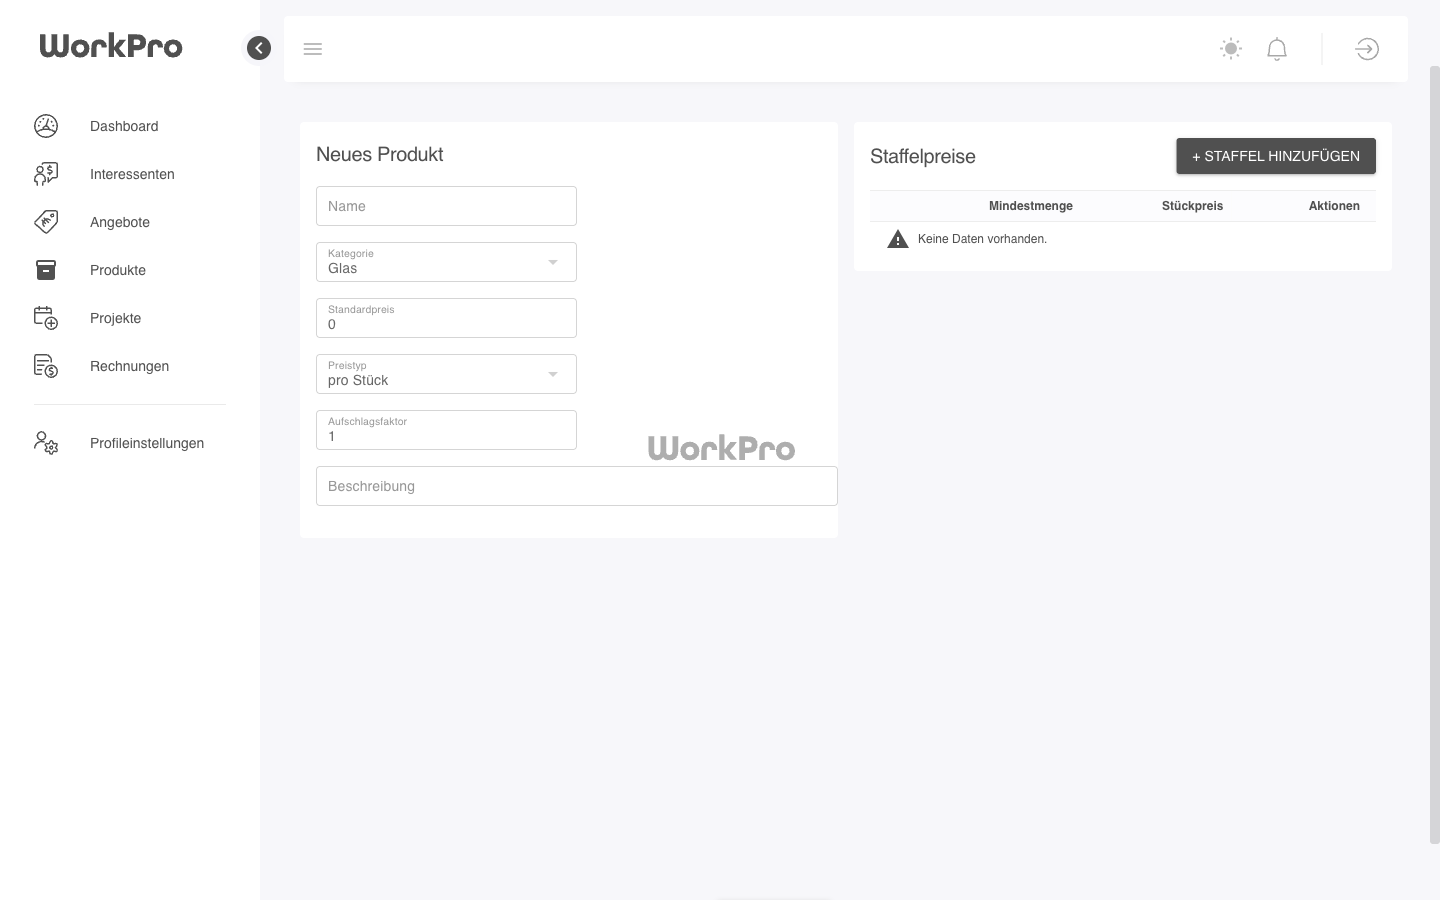 WorkPro
Dashboard
Interessenten
Angebote
Produkte
Projekte
Rechnungen
Profileinstellungen
Neues Produkt
Name
Kategorie
Glas
Standardpreis
0
Preistyp
pro Stück
Aufschlagsfaktor
1
WorkPro
Beschreibung
Staffelpreise
+ STAFFEL HINZUFÜGEN
Mindestmenge Stückpreis Aktionen
Keine Daten vorhanden.